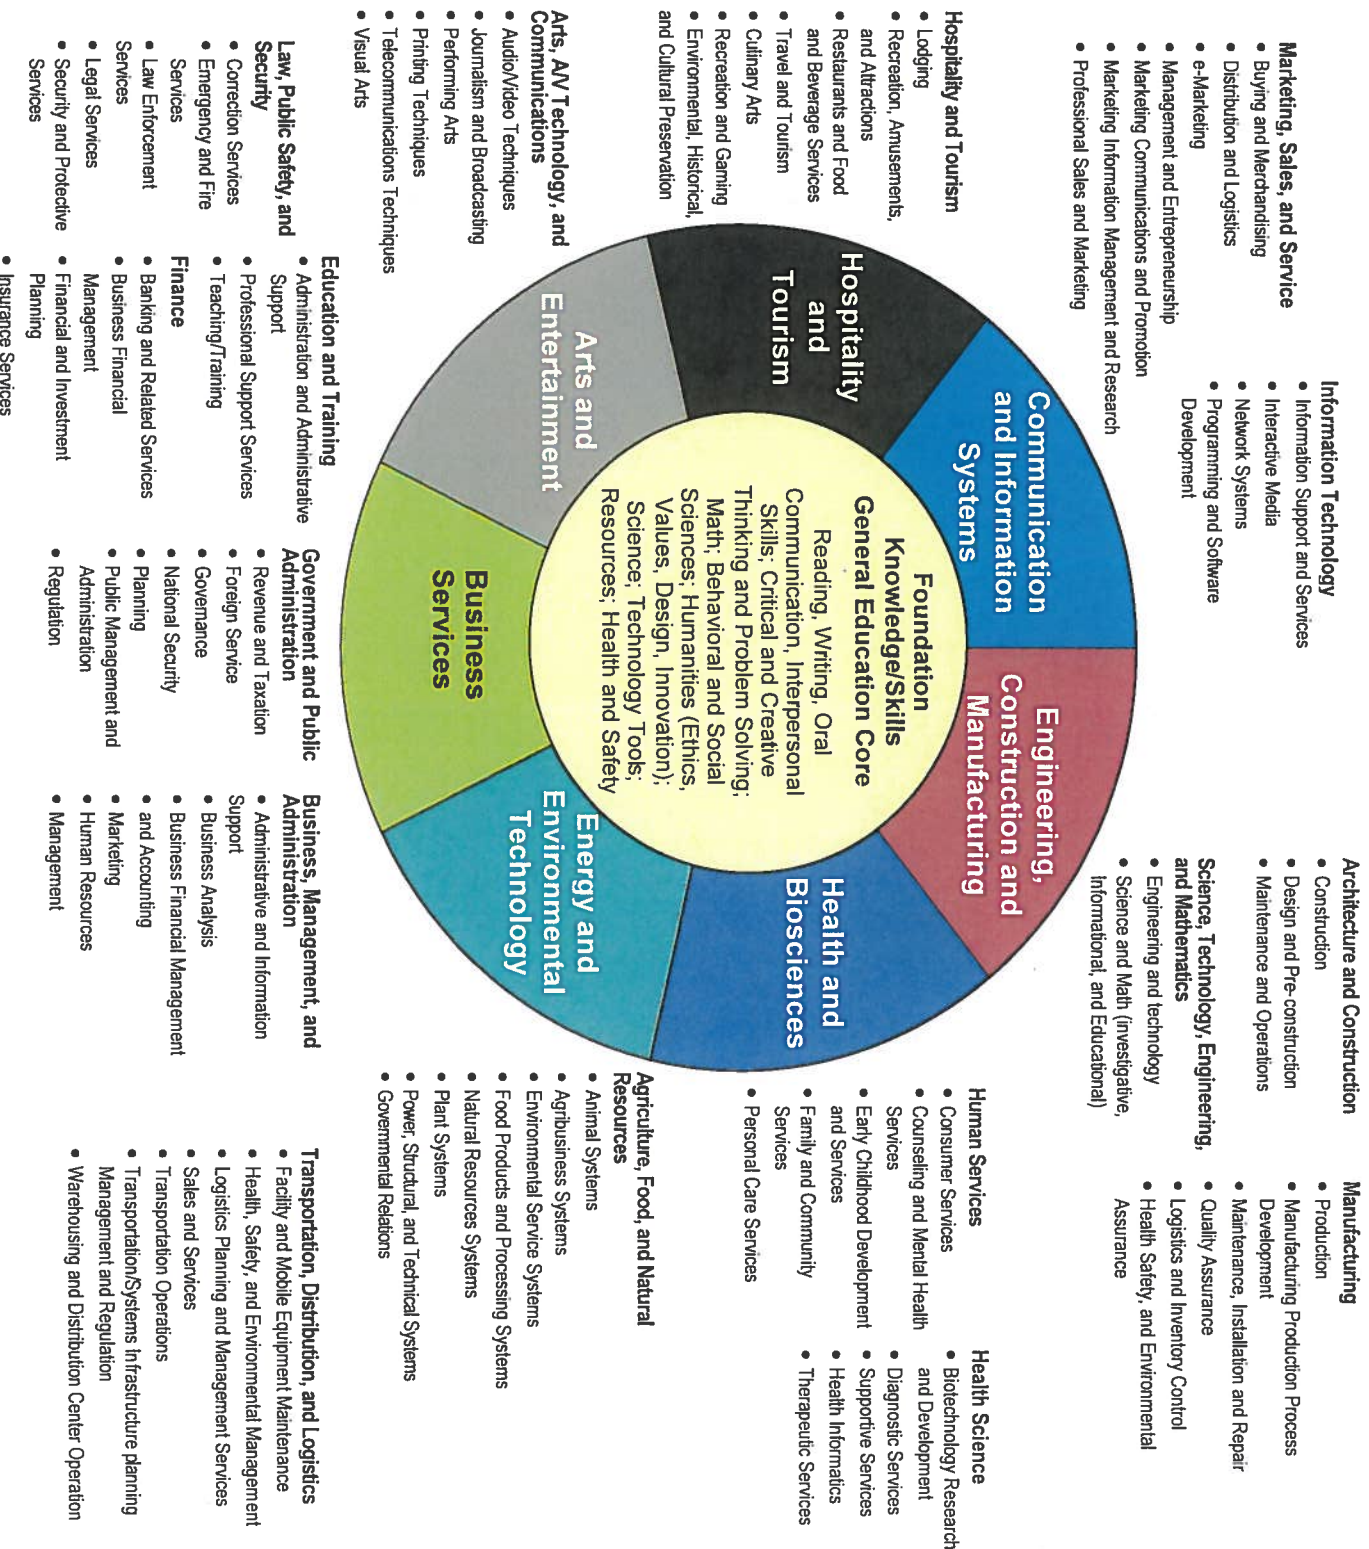 Marketing, Sales, and Service
• Buying and Merchandising
• Distribution and Logistics
• e-Marketing
• Management and Entrepreneurship
• Marketing Communications and Promotion
• Marketing Information Management and Research
• Professional Sales and Marketing
Information Technology
• Information Support and Services
• Interactive Media
• Network Systems
• Programming and Software
Development
Architecture and Construction
• Construction
• Design and Pre-construction
• Maintenance and Operations
Science, Technology, Engineering,
and Mathematics
• Engineering and technology
• Science and Math (investigative,
Informational, and Educational)
Manufacturing
• Production
• Manufacturing Production Process
Development
• Maintenance, Installation and Repair
• Quality Assurance
• Logistics and Inventory Control
• Health Safety, and Environmental
Assurance
Hospitality and Tourism
• Lodging
• Recreation, Amusements,
and Attractions
• Restaurants and Food
and Beverage Services
• Travel and Tourism
• Culinary Arts
• Recreation and Gaming
• Environmental, Historical,
and Cultural Preservation
Communication
and Information
Systems
Engineering,
Construction and
Manufacturing
Hospitality
and
Tourism
Foundation
Knowledge/Skills
General Education Core
Reading, Writing, Oral
Communication, Interpersonal
Skills; Critical and Creative
Thinking and Problem Solving;
Math; Behavioral and Social
Sciences; Humanities (Ethics,
Values, Design, Innovation);
Science; Technology Tools;
Resources; Health and Safety
Health and
Biosciences
Arts and
Entertainment
Energy and
Environmental
Technology
Business
Services
Human Services
• Consumer Services
• Counseling and Mental Health
Services
• Early Childhood Development
and Services
• Family and Community
Services
• Personal Care Services
Health Science
• Biotechnology Research
and Development
• Diagnostic Services
• Supportive Services
• Health Informatics
• Therapeutic Services
Arts, A/V Technology, and
Communications
• Audio/Video Techniques
• Journalism and Broadcasting
• Performing Arts
• Printing Techniques
• Telecommunications Techniques
• Visual Arts
Agriculture, Food, and Natural
Resources
• Animal Systems
• Agribusiness Systems
• Environmental Service Systems
• Food Products and Processing Systems
• Natural Resources Systems
• Plant Systems
• Power, Structural, and Technical Systems
• Governmental Relations
Law, Public Safety, and
Security
• Correction Services
• Emergency and Fire
Services
• Law Enforcement
Services
• Legal Services
• Security and Protective
Services
Education and Training
• Administration and Administrative
Support
• Professional Support Services
• Teaching/Training
Finance
• Banking and Related Services
• Business Financial
Management
• Financial and Investment
Planning
• Insurance Services
Government and Public
Administration
• Revenue and Taxation
• Foreign Service
• Governance
• National Security
• Planning
• Public Management and
Administration
• Regulation
Business, Management, and
Administration
• Administrative and Information
Support
• Business Analysis
• Business Financial Management
• and Accounting
• Marketing
• Human Resources
• Management
Transportation, Distribution, and Logistics
• Facility and Mobile Equipment Maintenance
• Health, Safety, and Environmental Management
• Logistics Planning and Management Services
• Sales and Services
• Transportation Operations
• Transportation/Systems Infrastructure planning
Management and Regulation
• Warehousing and Distribution Center Operation